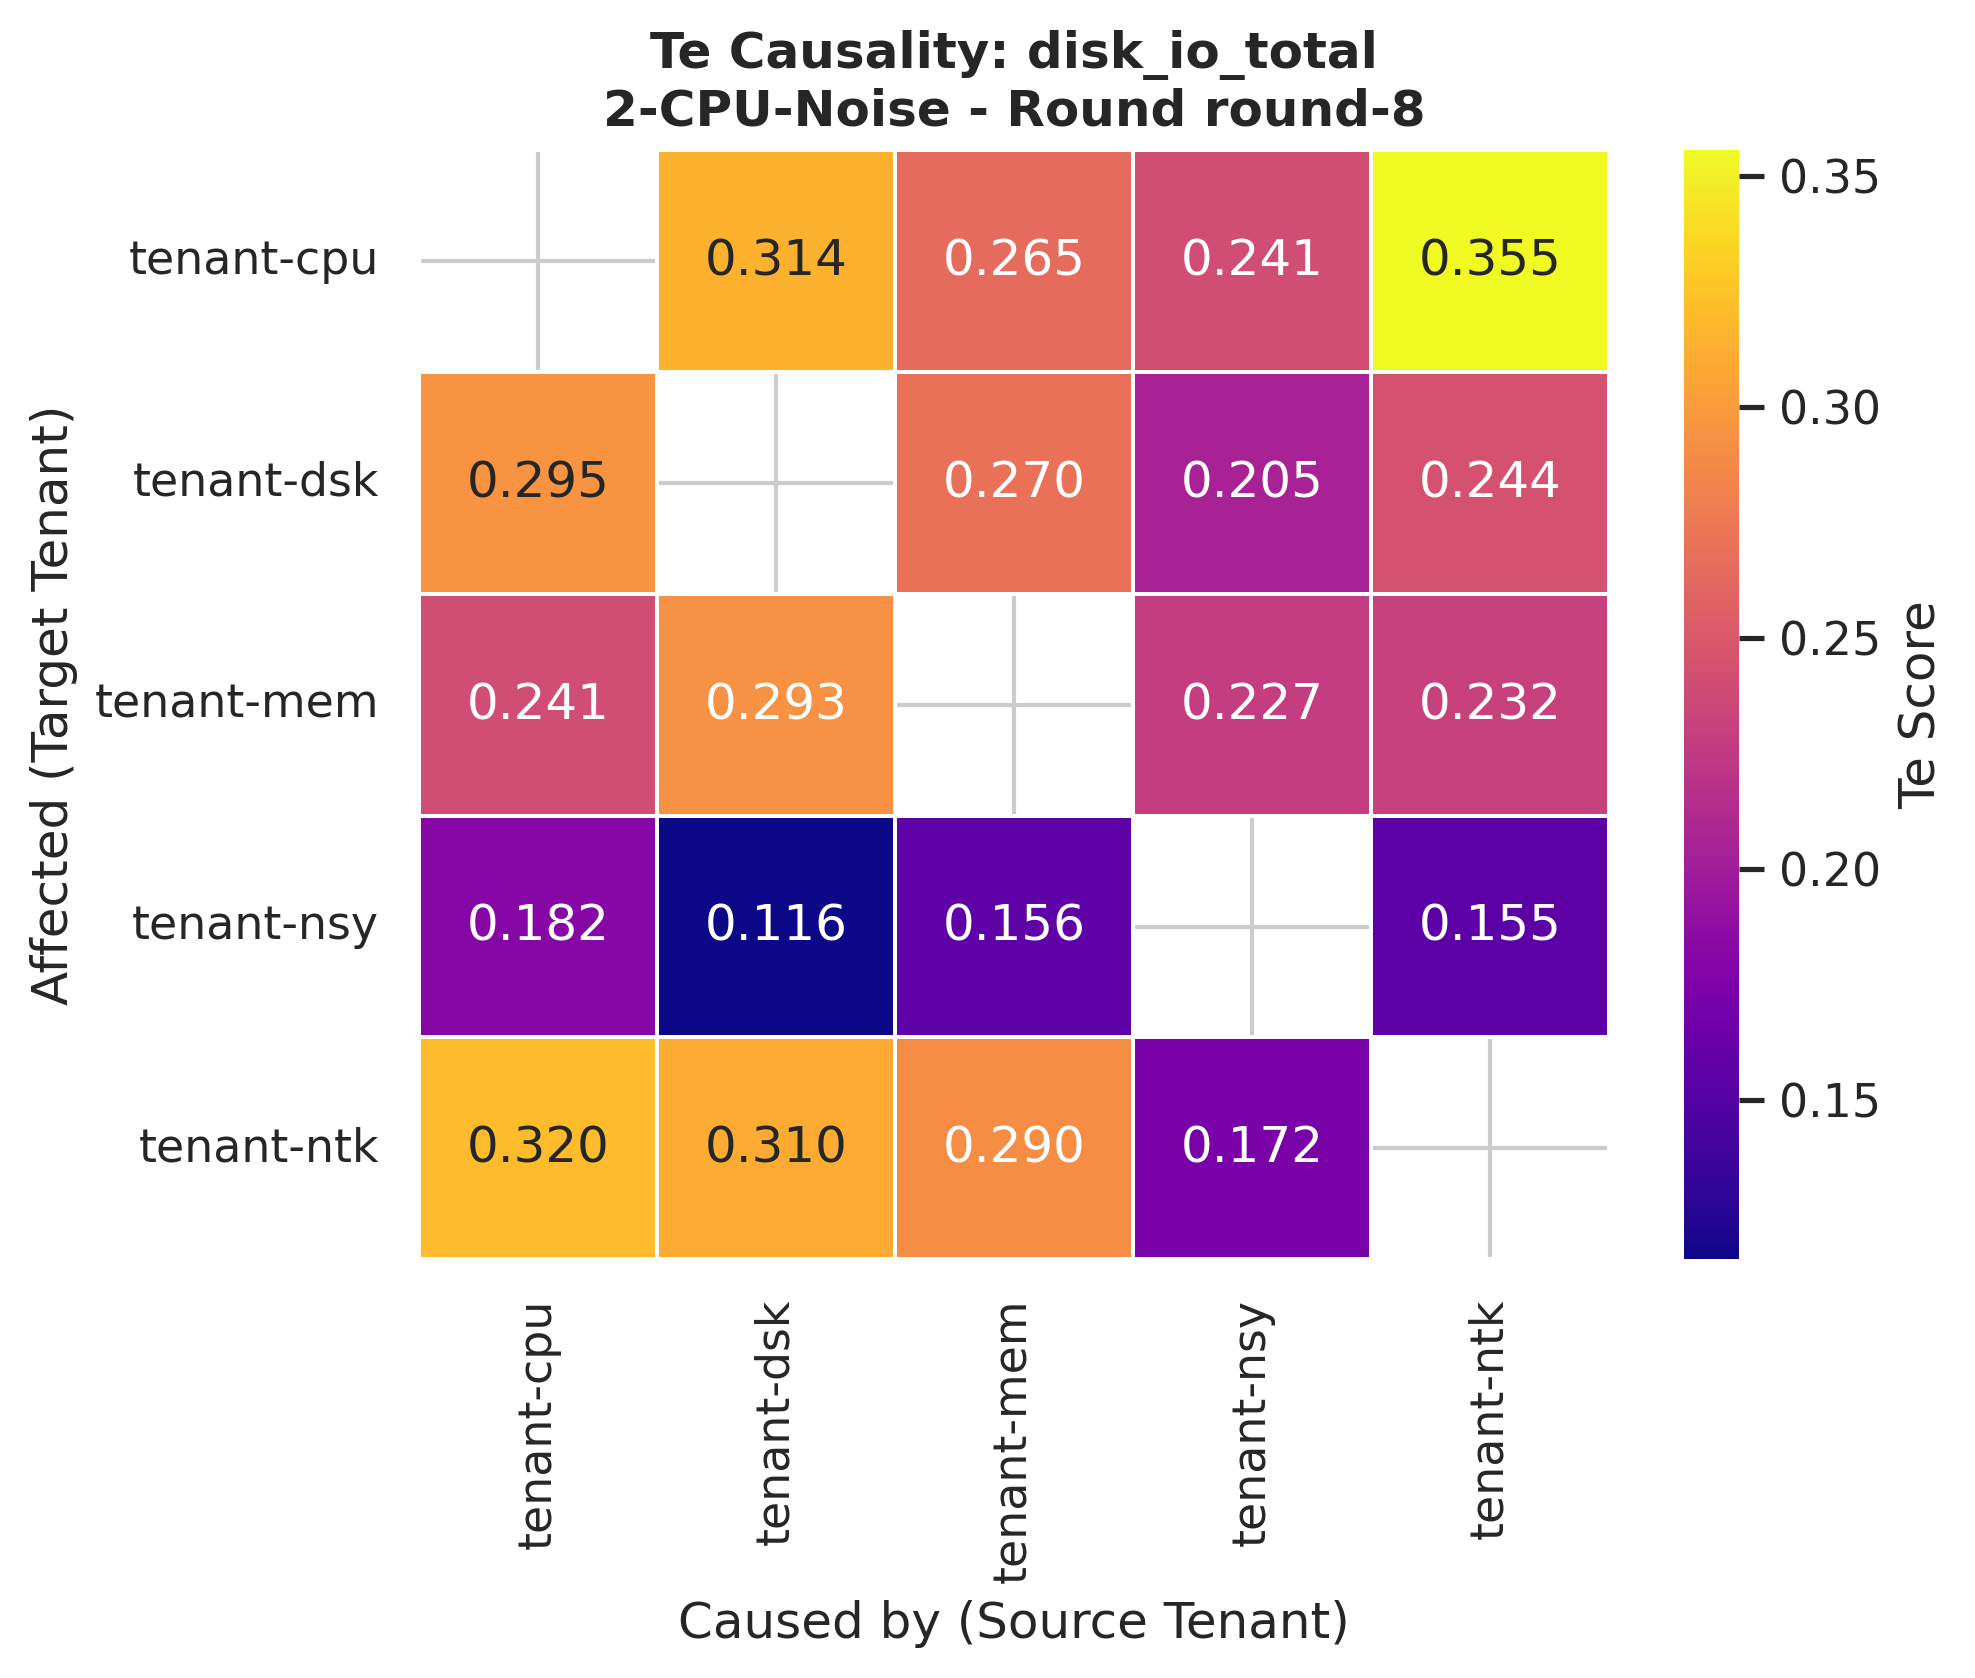 Te Causality: disk_io_total
2-CPU-Noise - Round round-8
tenant-cpu 0.314 0.265 0.241 0.355
tenant-dsk 0.295 0.270 0.205 0.244
tenant-mem 0.241 0.293 0.227 0.232
tenant-nsy 0.182 0.116 0.156 0.155
tenant-ntk 0.320 0.310 0.290 0.172
Affected (Target Tenant)
tenant-cpu
tenant-dsk
tenant-mem
tenant-nsy
tenant-ntk
Caused by (Source Tenant)
0.35
0.30
0.25
0.20
0.15
Te Score